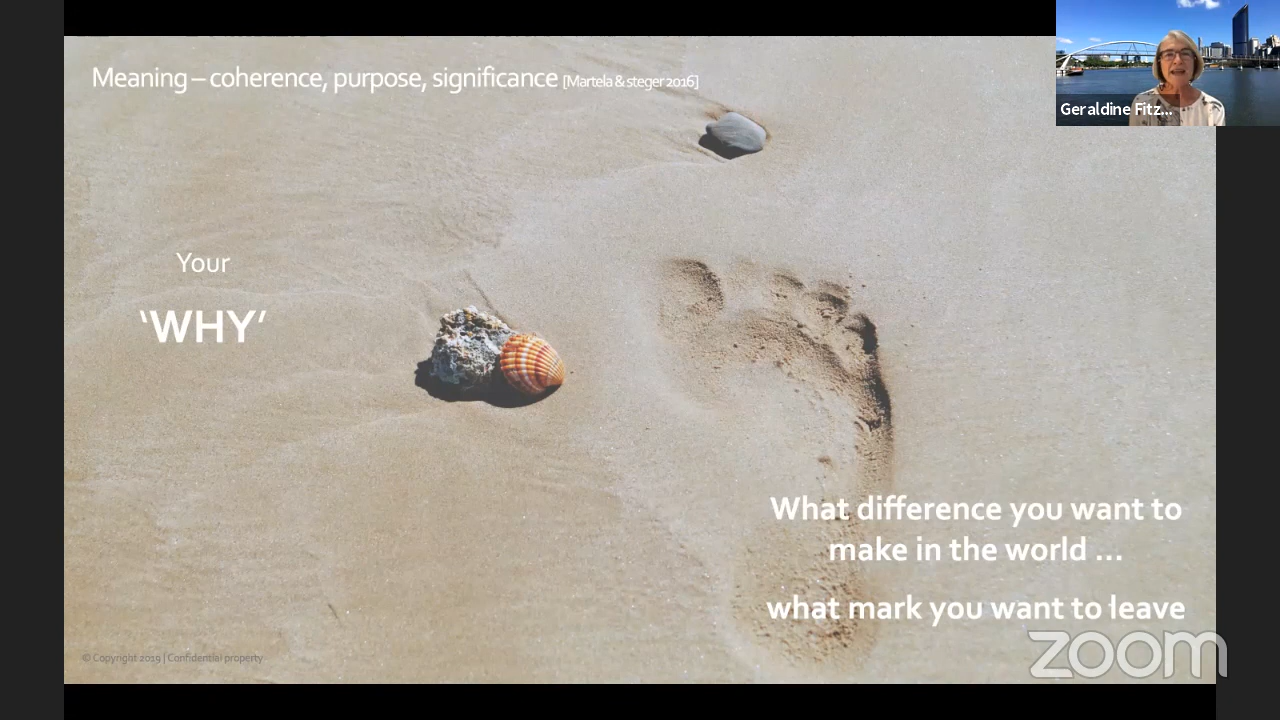 Meaning – coherence, purpose, significance [Martela & steger 2016]
Geraldine Fitz...
Your
‘WHY’
What difference you want to
make in the world ...
what mark you want to leave
© Copyright 2019 | Confidential property
zoom